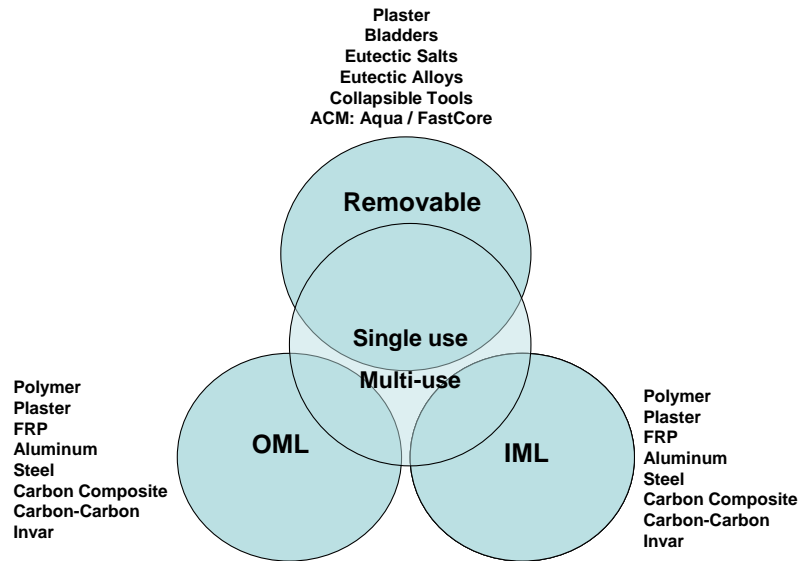 Plaster
Bladders
Eutectic Salts
Eutectic Alloys
Collapsible Tools
ACM: Aqua / FastCore
Removable
Single use
Multi-use
Polymer
Plaster
FRP
Aluminum
Steel
Carbon Composite
Carbon-Carbon
Invar
OML
IML
Polymer
Plaster
FRP
Aluminum
Steel
Carbon Composite
Carbon-Carbon
Invar